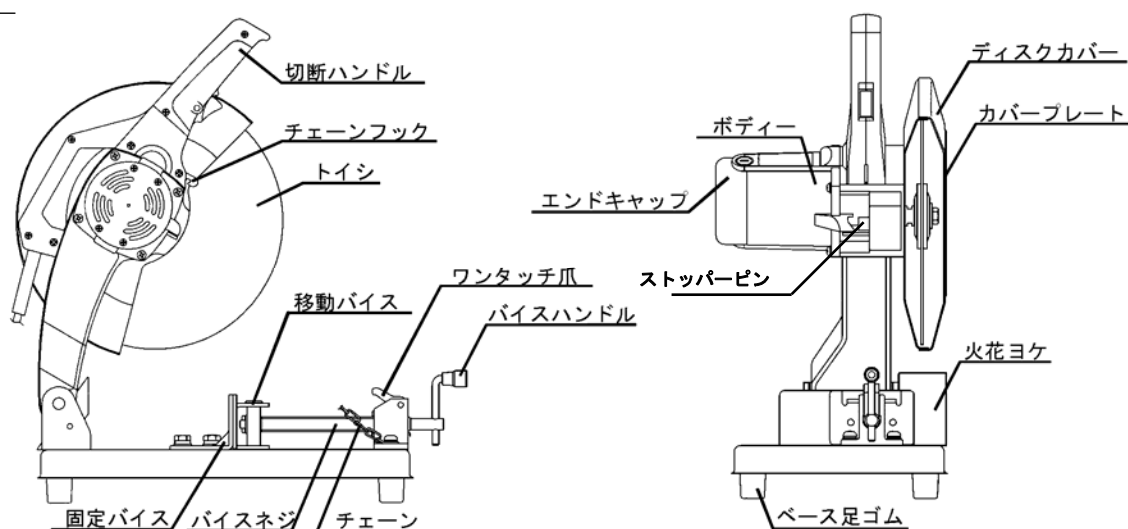 切断ハンドル
チェーンフック
トイシ
ワンタッチ爪
移動バイス
バイスハンドル
固定バイス
バイスネジ
チェーン
ディスクカバー
カバープレート
ボディー
エンドキャップ
ストッパーピン
火花ヨケ
ベース足ゴム